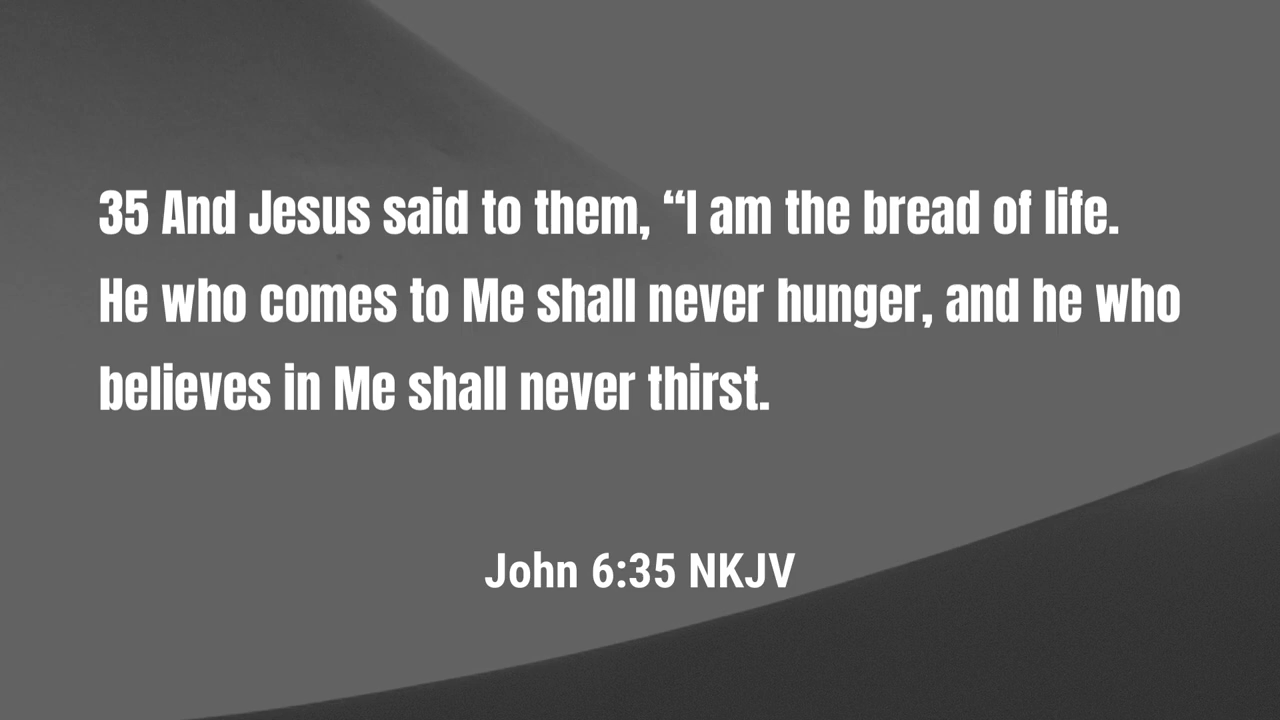 35 And Jesus said to them, “I am the bread of life.
He who comes to Me shall never hunger, and he who
believes in Me shall never thirst.
John 6:35 NKJV